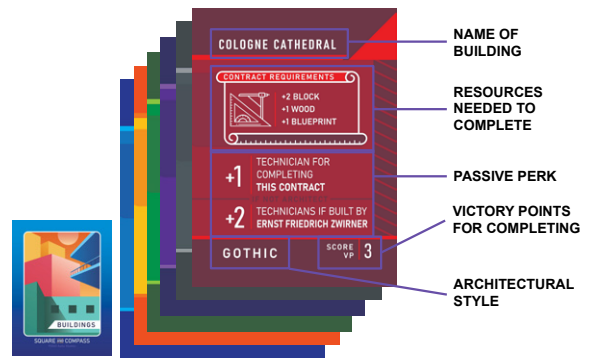 COLOGNE CATHEDRAL
CONTRACT REQUIREMENTS
+2 BLOCK
+1 WOOD
+1 BLUEPRINT
+1 TECHNICIAN FOR
COMPLETING
THIS CONTRACT
+2 TECHNICIANS IF BUILT BY
ERNST FRIEDRICH ZWIRNER
GOTHIC
SCORE
VP 3
NAME OF
BUILDING
RESOURCES
NEEDED TO
COMPLETE
PASSIVE PERK
VICTORY POINTS
FOR COMPLETING
ARCHITECTURAL
STYLE
BUILDINGS
SQUARE AND COMPASS